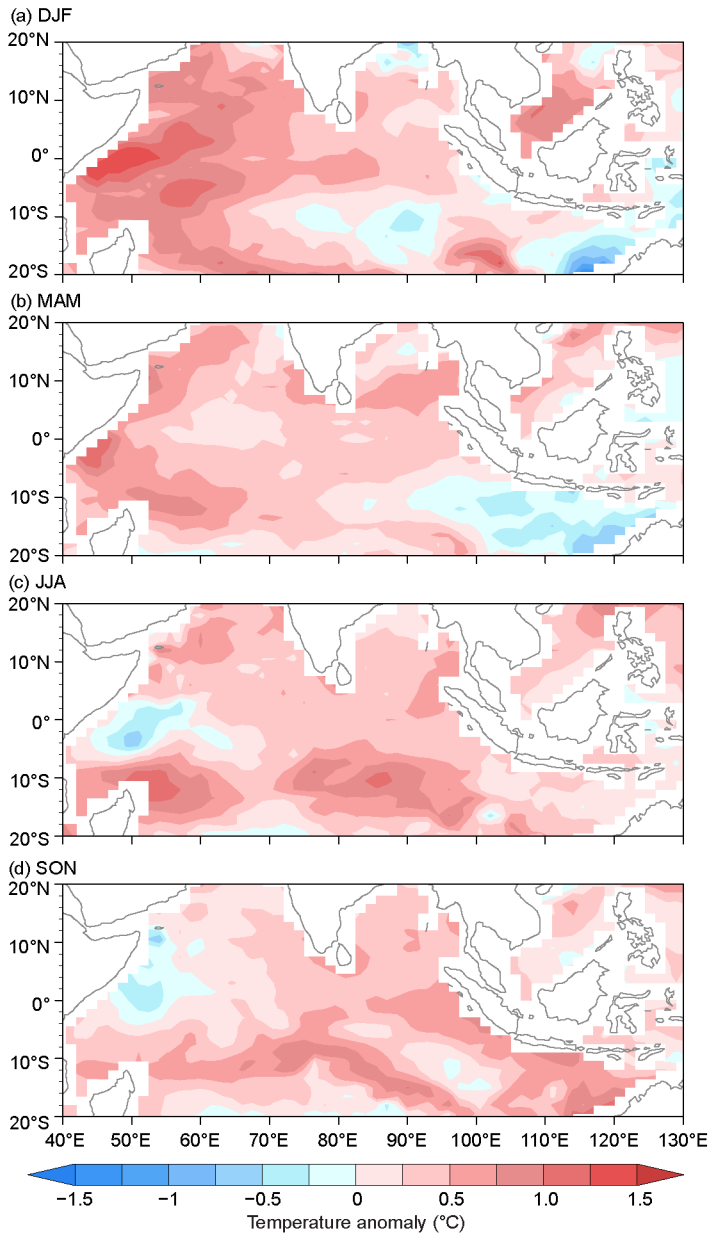 (a) DJF
20°N
10°N
0°
10°S
20°S
(b) MAM
20°N
10°N
0°
10°S
20°S
(c) JJA
20°N
10°N
0°
10°S
20°S
(d) SON
20°N
10°N
0°
10°S
20°S
40°E 50°E 60°E 70°E 80°E 90°E 100°E 110°E 120°E 130°E
−1.5 −1 −0.5 0 0.5 1.0 1.5
Temperature anomaly (°C)